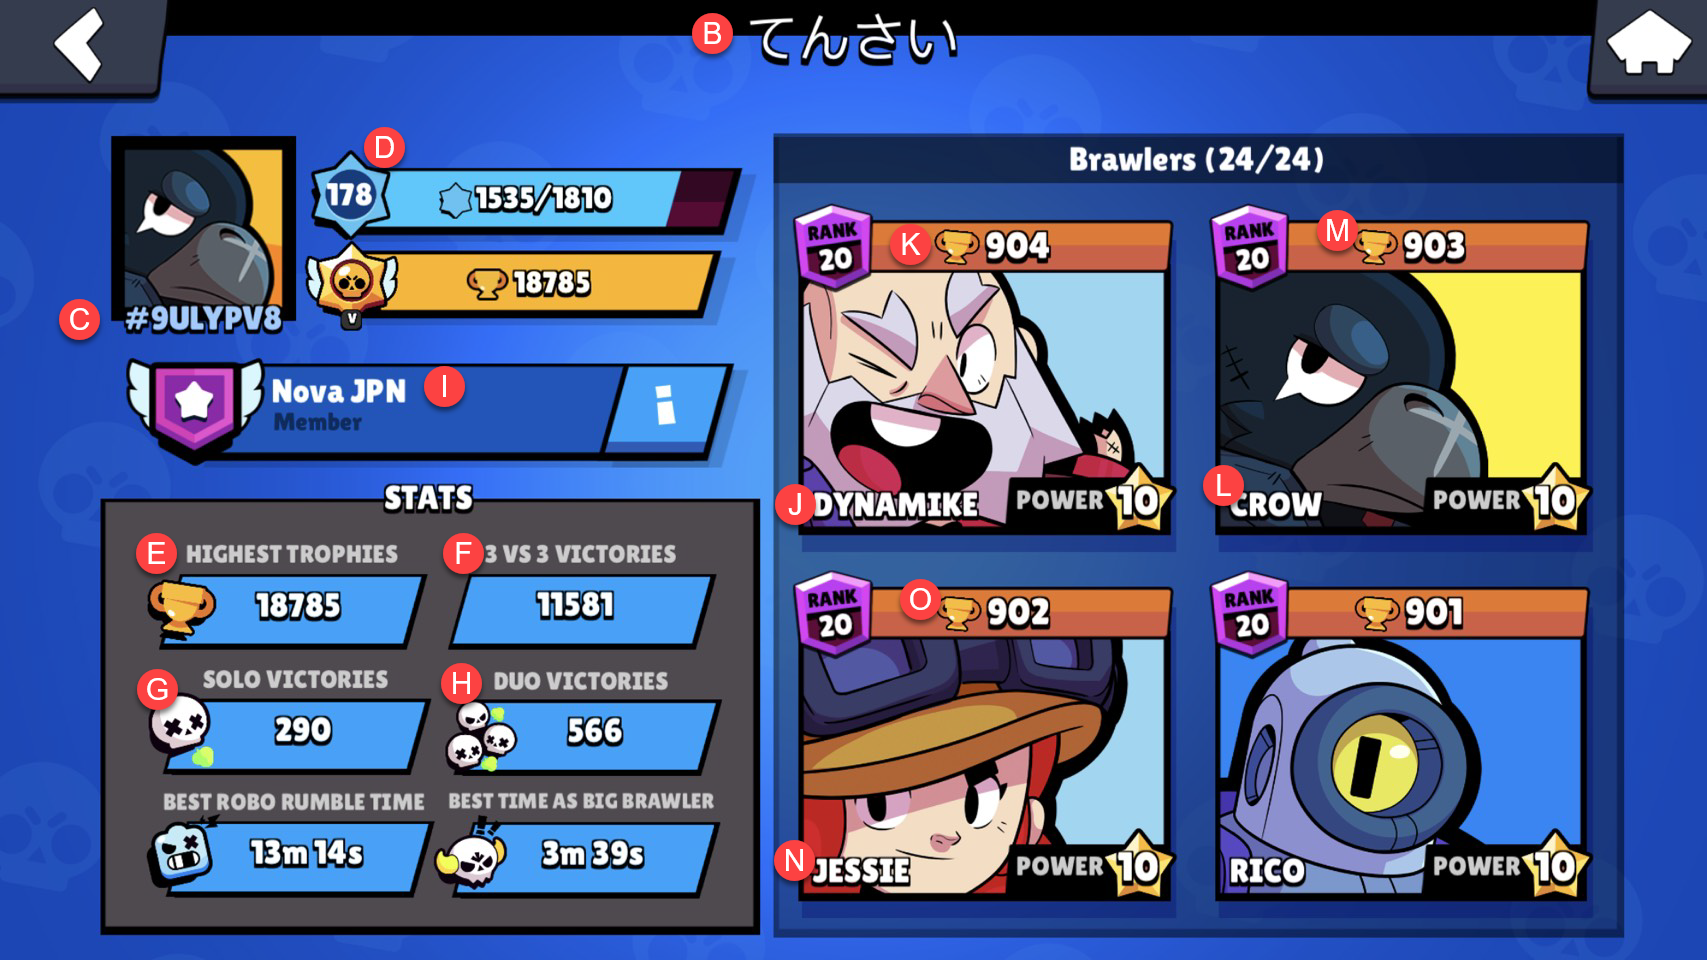 B てんさい
D
178 1535/1810
18785
V
C #9ULYPV8
Nova JPN I
Member
STATS
E HIGHEST TROPHIES
18785
F 3 VS 3 VICTORIES
11581
G SOLO VICTORIES
290
H DUO VICTORIES
566
BEST ROBO RUMBLE TIME
13m 14s
BEST TIME AS BIG BRAWLER
3m 39s
Brawlers (24/24)
RANK
20
K 904
J DYNAMIKE
POWER 10
RANK
20
M 903
L CROW
POWER 10
RANK
20
O 902
N JESSIE
POWER 10
RANK
20
901
RICO
POWER 10